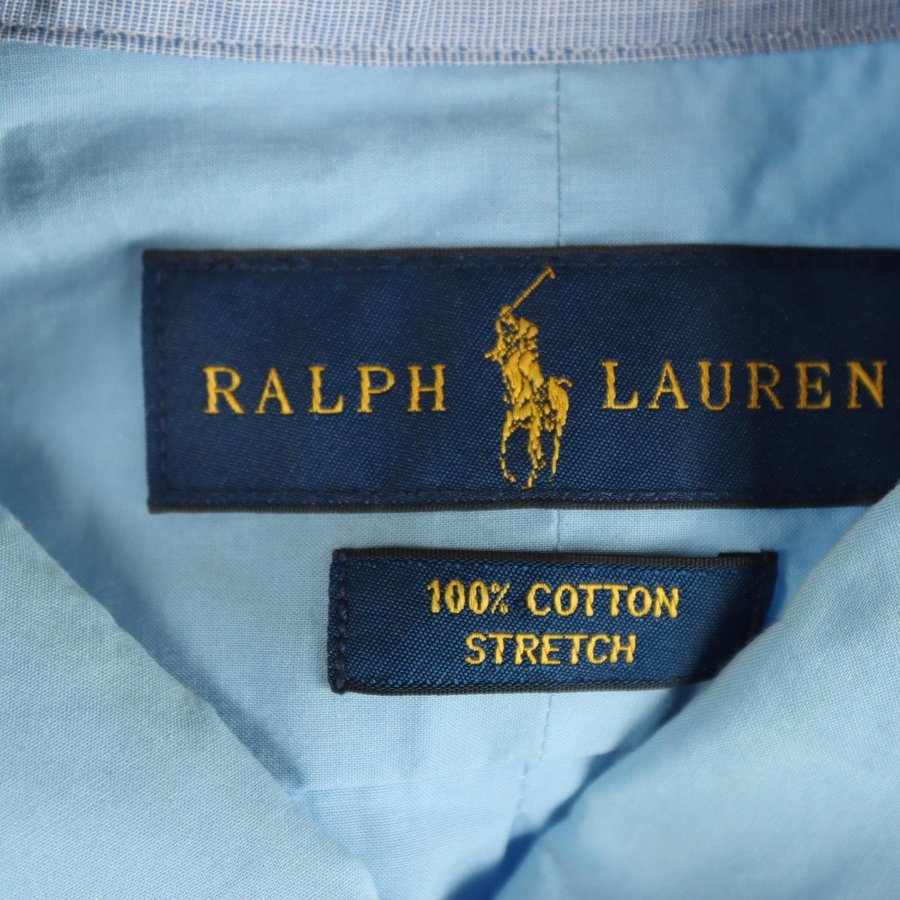 RALPH LAUREN
100% COTTON
STRETCH